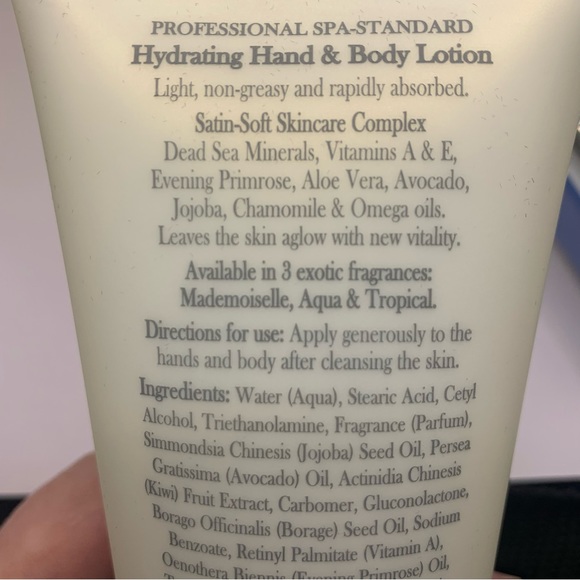 PROFESSIONAL SPA-STANDARD
Hydrating Hand & Body Lotion
Light, non-greasy and rapidly absorbed.
Satin-Soft Skincare Complex
Dead Sea Minerals, Vitamins A & E,
Evening Primrose, Aloe Vera, Avocado,
Jojoba, Chamomile & Omega oils.
Leaves the skin aglow with new vitality.
Available in 3 exotic fragrances:
Mademoiselle, Aqua & Tropical.
Directions for use: Apply generously to the
hands and body after cleansing the skin.
Ingredients: Water (Aqua), Stearic Acid, Cetyl
Alcohol, Triethanolamine, Fragrance (Parfum),
Simmondsia Chinesis (Jojoba) Seed Oil, Persea
Gratissima (Avocado) Oil, Actinidia Chinesis
(Kiwi) Fruit Extract, Carbomer, Gluconolactone,
Borago Officinalis (Borage) Seed Oil, Sodium
Benzoate, Retinyl Palmitate (Vitamin A),
Oenothera Biennis (Evening Primrose) Oil,